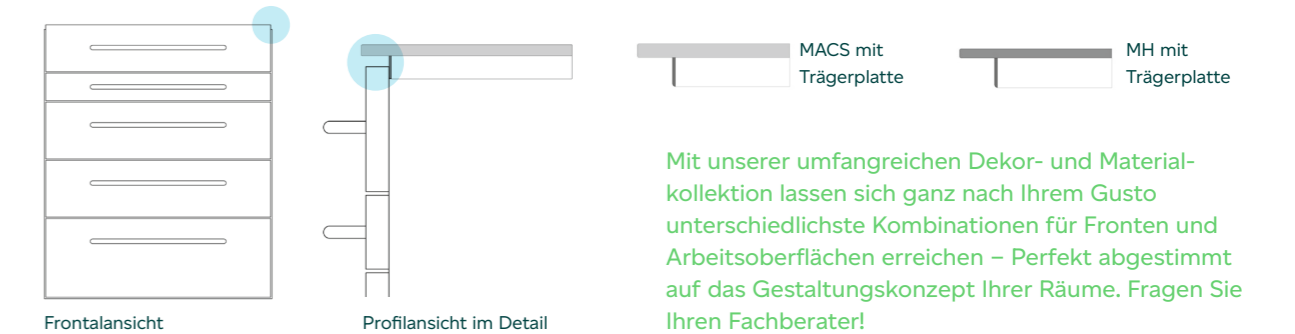 MACS mit
Trägerplatte
MH mit
Trägerplatte
Mit unserer umfangreichen Dekor- und Material-
kollektion lassen sich ganz nach Ihrem Gusto
unterschiedlichste Kombinationen für Fronten und
Arbeitsoberflächen erreichen – Perfekt abgestimmt
auf das Gestaltungskonzept Ihrer Räume. Fragen Sie
Ihren Fachberater!
Frontalansicht
Profilansicht im Detail